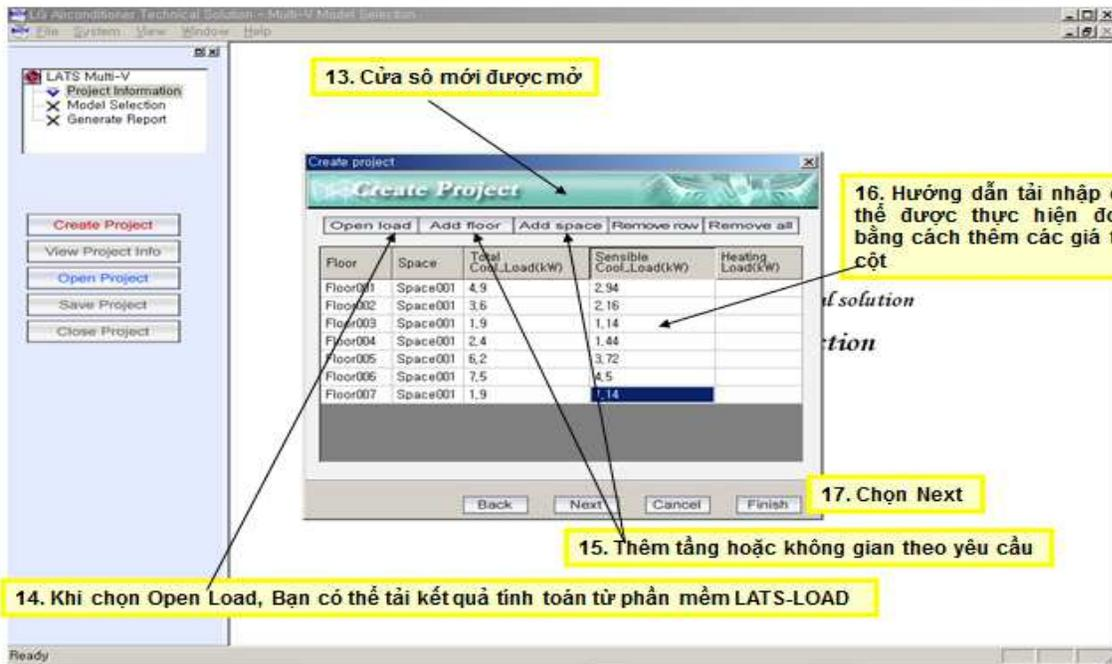 LG Airconditioner Technical Solution - Multi-V Model Selection
File System View Window Help
LATS Multi-V
Project Information
Model Selection
Generate Report
Create Project
View Project Info
Open Project
Save Project
Close Project
13. Cửa sô mới được mở
Create project
Create Project
Open load Add floor Add space Remove row Remove all
Floor Space Total Cool_Load(kW) Sensible Cool_Load(kW) Heating Load(kW)
Floor001 Space001 4,9 2,94
Floor002 Space001 3,6 2,16
Floor003 Space001 1,9 1,14
Floor004 Space001 2,4 1,44
Floor005 Space001 6,2 3,72
Floor006 Space001 7,5 4,5
Floor007 Space001 1,9 1,14
Back Next Cancel Finish
16. Hướng dẫn tải nhập
thể được thực hiện
bằng cách thêm các giá
cột
solution
ction
17. Chọn Next
15. Thêm tầng hoặc không gian theo yêu cầu
14. Khi chọn Open Load, Bạn có thể tải kết quả tính toán từ phần mềm LATS-LOAD
Ready